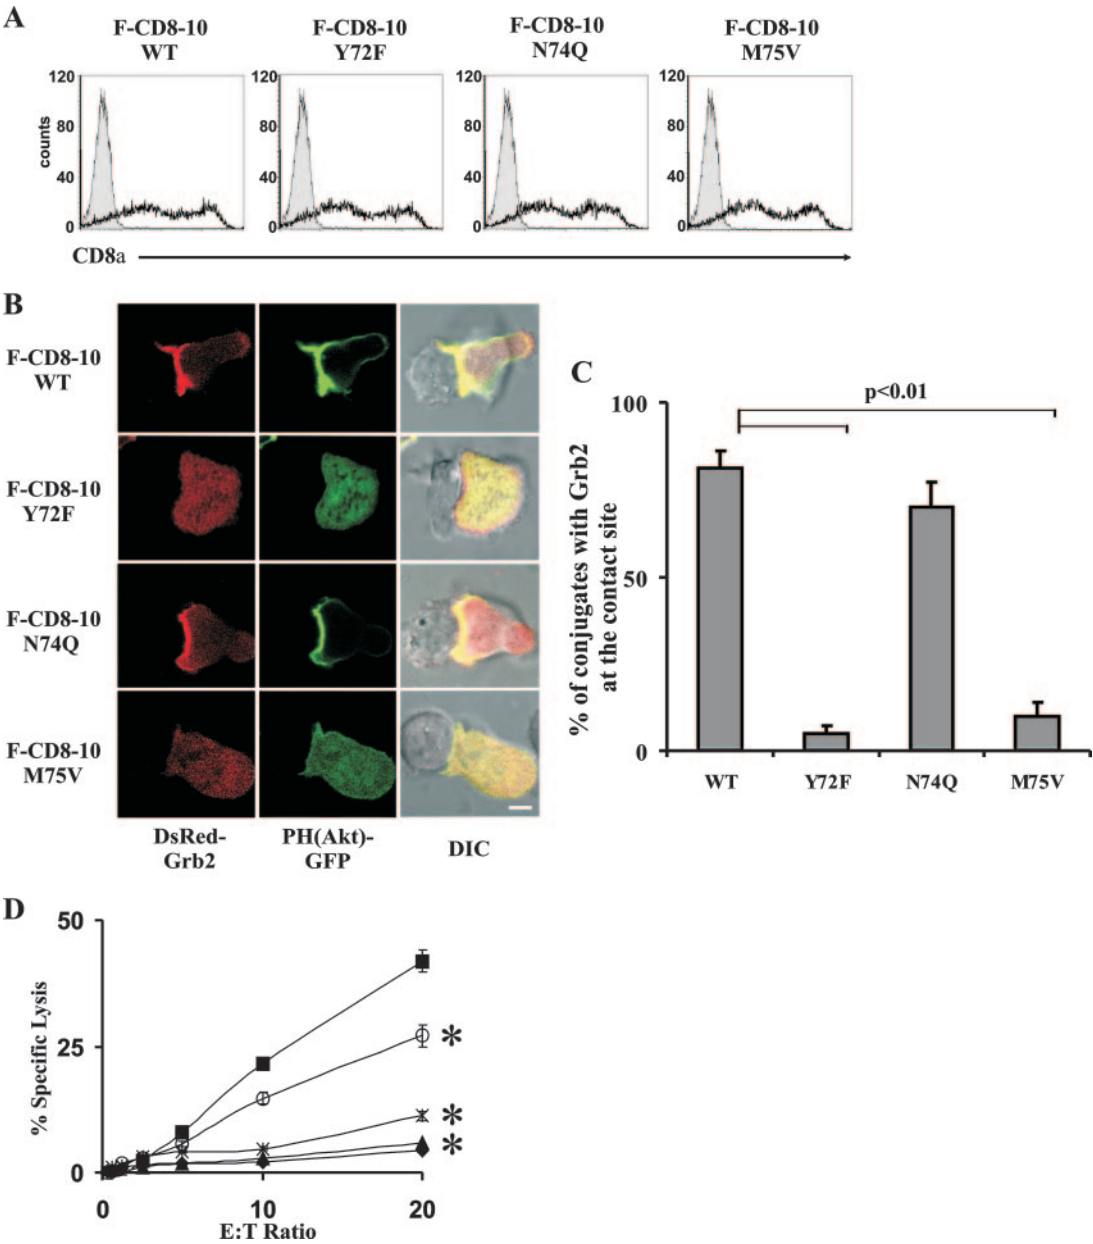 A
F-CD8-10
WT
F-CD8-10
Y72F
F-CD8-10
N74Q
F-CD8-10
M75V
counts
120
80
40
0
120
80
40
0
120
80
40
0
120
80
40
0
CD8a
B
F-CD8-10
WT
F-CD8-10
Y72F
F-CD8-10
N74Q
F-CD8-10
M75V
DsRed-
Grb2
PH(Akt)-
GFP
DIC
C
% of conjugates with Grb2
at the contact site
100
50
0
p<0.01
WT
Y72F
N74Q
M75V
D
% Specific Lysis
50
25
0
*
*
*
0
10
20
E:T Ratio